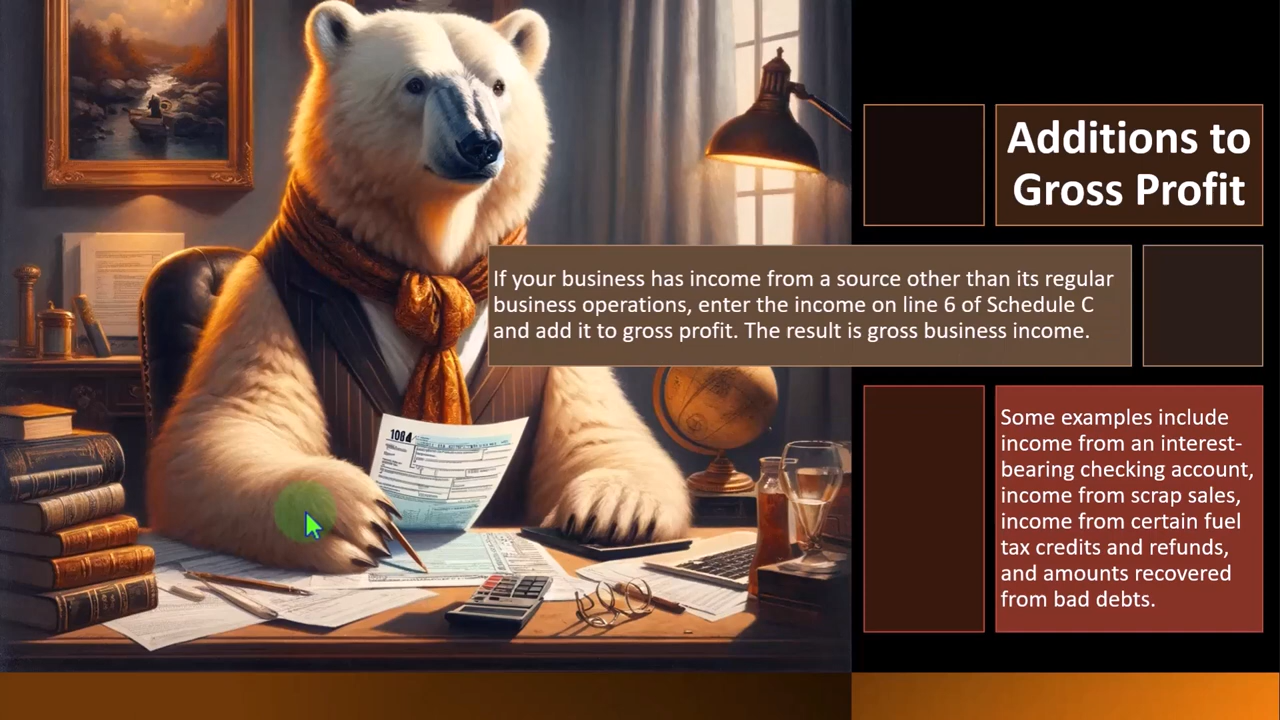 Additions to
Gross Profit
If your business has income from a source other than its regular
business operations, enter the income on line 6 of Schedule C
and add it to gross profit. The result is gross business income.
Some examples include
income from an interest-
bearing checking account,
income from scrap sales,
income from certain fuel
tax credits and refunds,
and amounts recovered
from bad debts.